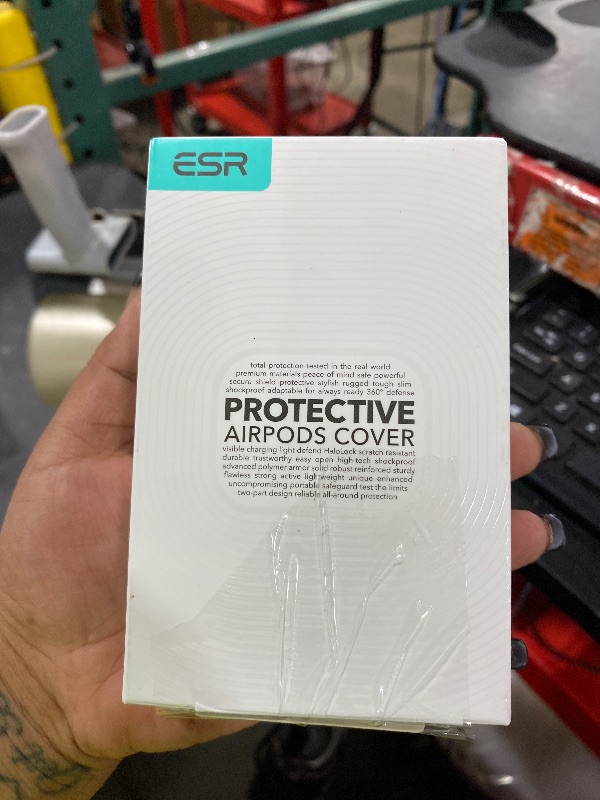 ESR
total protection tested in the real world
premium materials peace of mind safe powerful
secure shield protective stylish rugged tough slim
shockproof adaptable for always ready 360° defense
PROTECTIVE
AIRPODS COVER
visible charging light defend HaloLock scratch resistant
durable trustworthy easy open high-tech shockproof
advanced polymer armor solid robust reinforced sturdy
flawless strong active lightweight unique enhanced
uncompromising portable safeguard test the limits
two-part design reliable all-around protection